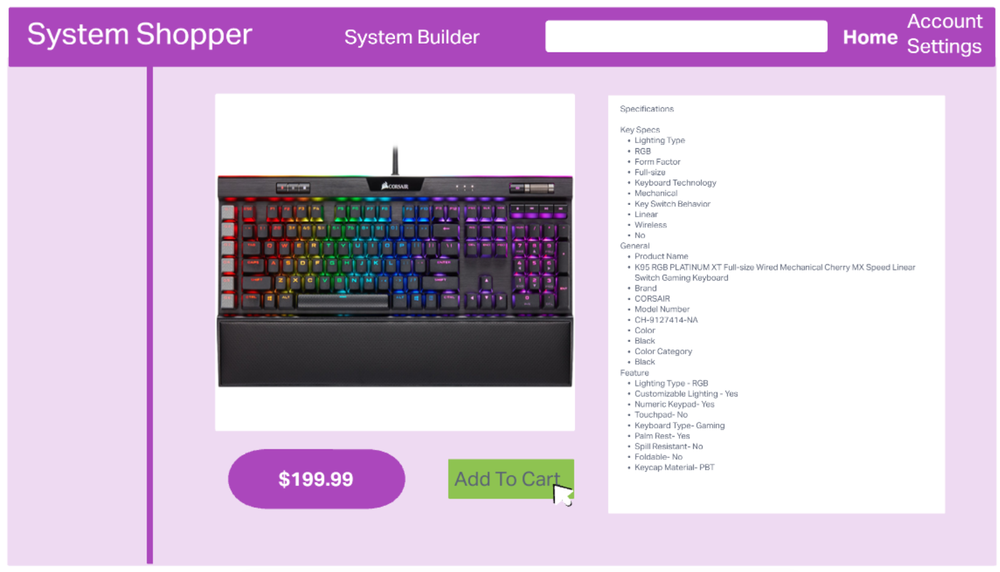 System Shopper
System Builder
Home
Account
Settings
CORSAIR
$199.99
Add To Cart
Specifications
Key Specs
• Lighting Type
• RGB
• Form Factor
• Full-size
• Keyboard Technology
• Mechanical
• Key Switch Behavior
• Linear
• Wireless
• No
General
• Product Name
• K95 RGB PLATINUM XT Full-size Wired Mechanical Cherry MX Speed Linear
Switch Gaming Keyboard
• Brand
• CORSAIR
• Model Number
• CH-9127414-NA
• Color
• Black
• Color Category
• Black
Feature
• Lighting Type - RGB
• Customizable Lighting - Yes
• Numeric Keypad- Yes
• Touchpad- No
• Keyboard Type- Gaming
• Palm Rest- Yes
• Spill Resistant- No
• Foldable- No
• Keycap Material- PBT